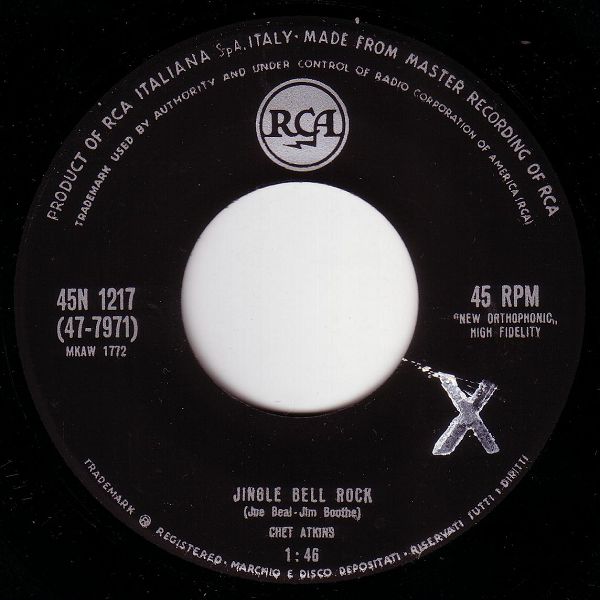 PRODUCT OF RCA ITALIANA SpA, ITALY · MADE FROM MASTER RECORDING OF RCA
TRADEMARK USED BY AUTHORITY AND UNDER CONTROL OF RADIO CORPORATION OF AMERICA (RCA)
RCA
45N 1217
(47-7971)
MKAW 1772
45 RPM
"NEW ORTHOPHONIC„
HIGH FIDELITY
X
JINGLE BELL ROCK
(Joe Beal - Jim Boothe)
CHET ATKINS
1:46
TRADEMARK ® REGISTERED · MARCHIO E DISCO DEPOSITATI · RISERVATI TUTTI I DIRITTI